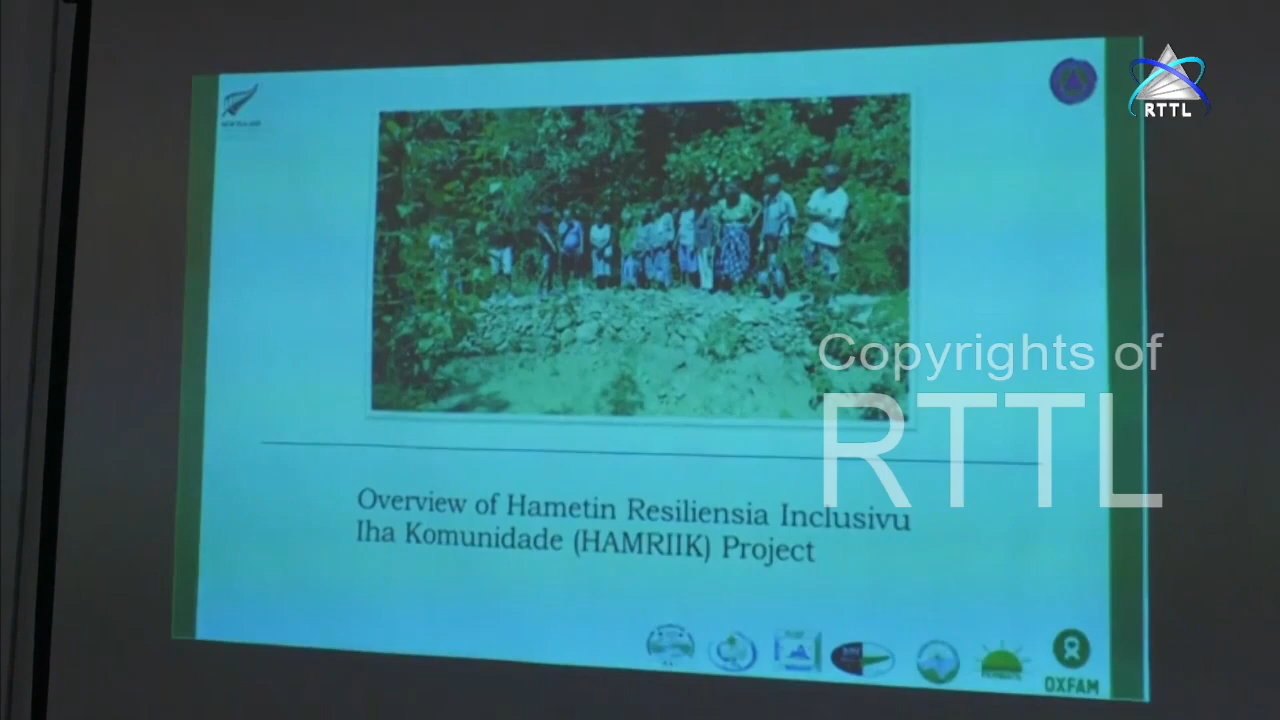 RTTL
Copyrights of
RTTL
Overview of Hametin Resiliensia Inclusivu
Iha Komunidade (HAMRIIK) Project
OXFAM